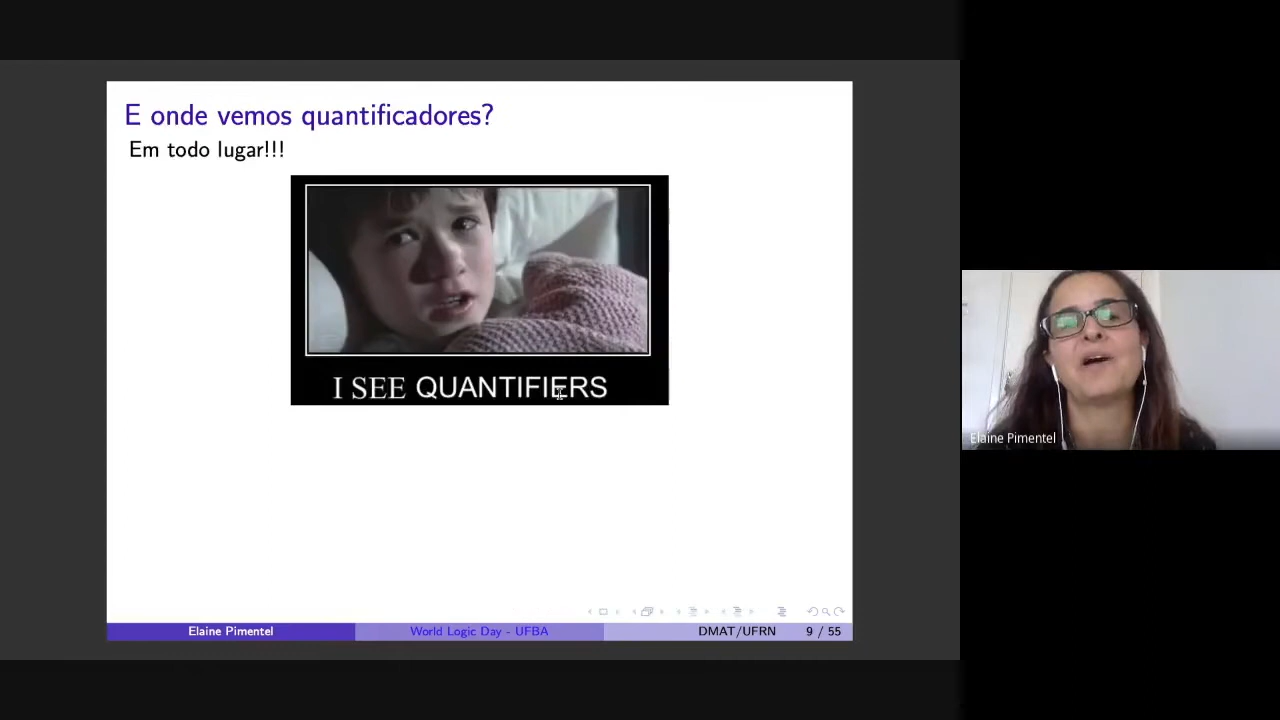 E onde vemos quantificadores?
Em todo lugar!!!
I SEE QUANTIFIERS
Elaine Pimentel
Elaine Pimentel World Logic Day - UFBA DMAT/UFRN 9 / 55